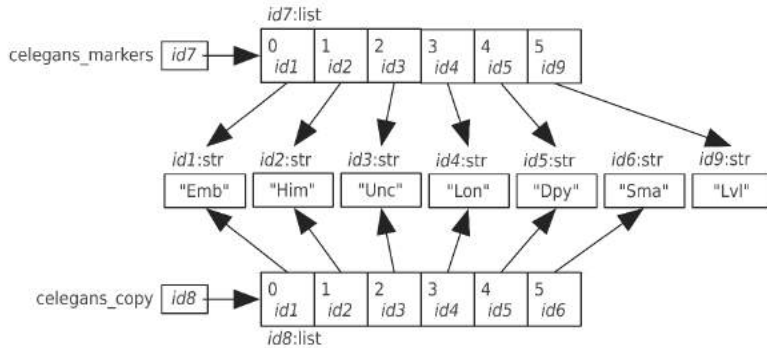 id7:list
celegans_markers id7 0 1 2 3 4 5
id1 id2 id3 id4 id5 id9
id1:str id2:str id3:str id4:str id5:str id6:str id9:str
"Emb" "Him" "Unc" "Lon" "Dpy" "Sma" "Lvl"
celegans_copy id8 0 1 2 3 4 5
id1 id2 id3 id4 id5 id6
id8:list